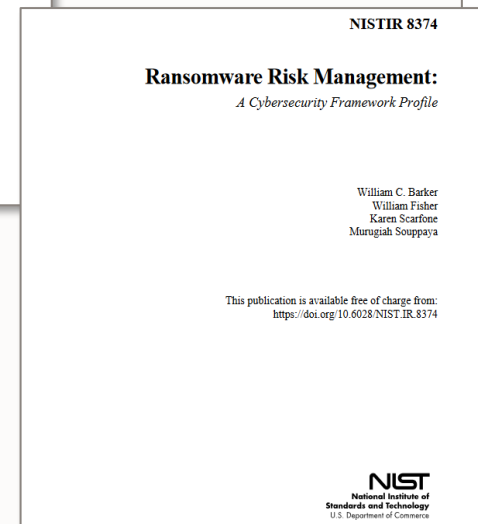 NISTIR 8374
Ransomware Risk Management:
A Cybersecurity Framework Profile
William C. Barker
William Fisher
Karen Scarfone
Murugiah Souppaya
This publication is available free of charge from:
https://doi.org/10.6028/NIST.IR.8374
NIST
National Institute of
Standards and Technology
U.S. Department of Commerce